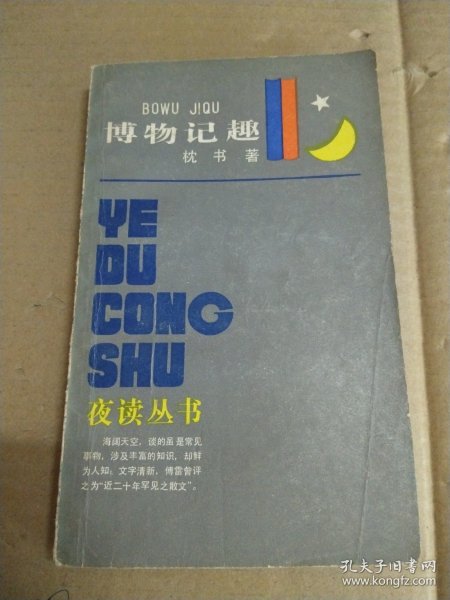 BOWU JIQU
博物记趣
枕书著
YE
DU
CONG
SHU
夜读丛书
海阔天空，谈的虽是常见
事物，涉及丰富的知识，却鲜
为人知；文字清新，傅雷曾评
之为“近二十年罕见之散文”。
孔夫子旧书网
www.kongfz.com